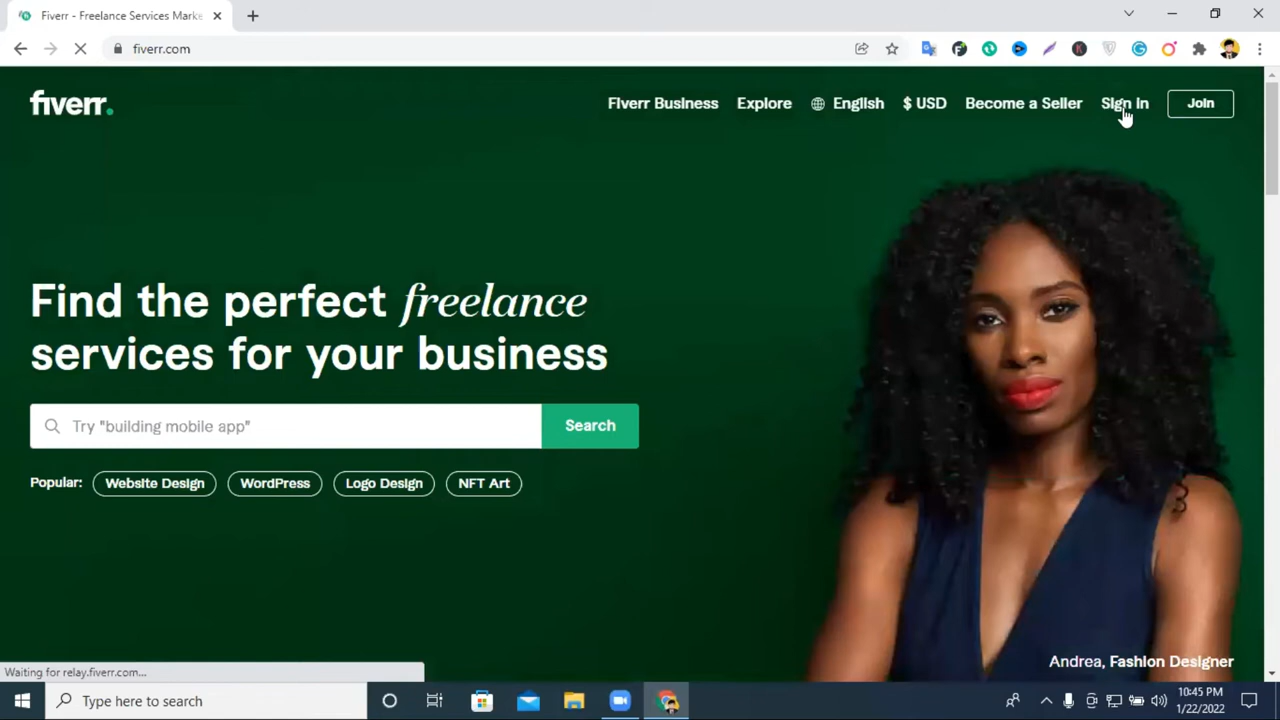 Fiverr - Freelance Services Marke
fiverr.com
fiverr.
Fiverr Business
Explore
English
$ USD
Become a Seller
Sign in
Join
Find the perfect freelance
services for your business
Try "building mobile app"
Search
Popular:
Website Design
WordPress
Logo Design
NFT Art
Andrea, Fashion Designer
Waiting for relay.fiverr.com...
Type here to search
10:45 PM
1/22/2022